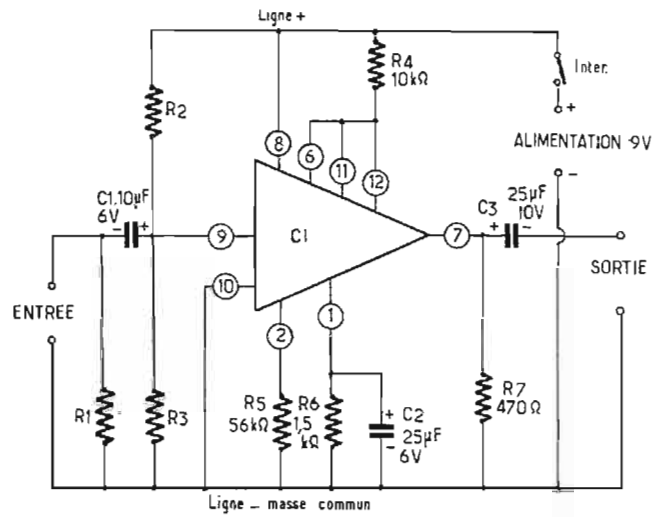 Ligne +
R4
10kΩ
Inter.
R2
+
ALIMENTATION 9V
-
8
6
11
12
C1.10µF
6V
- +
9
CI
7
C3
25µF
10V
+ -
10
ENTREE
SORTIE
2
1
R1
R3
R5
56kΩ
R6
1,5
kΩ
+
C2
25µF
6V
-
R7
470Ω
Ligne _ masse commun